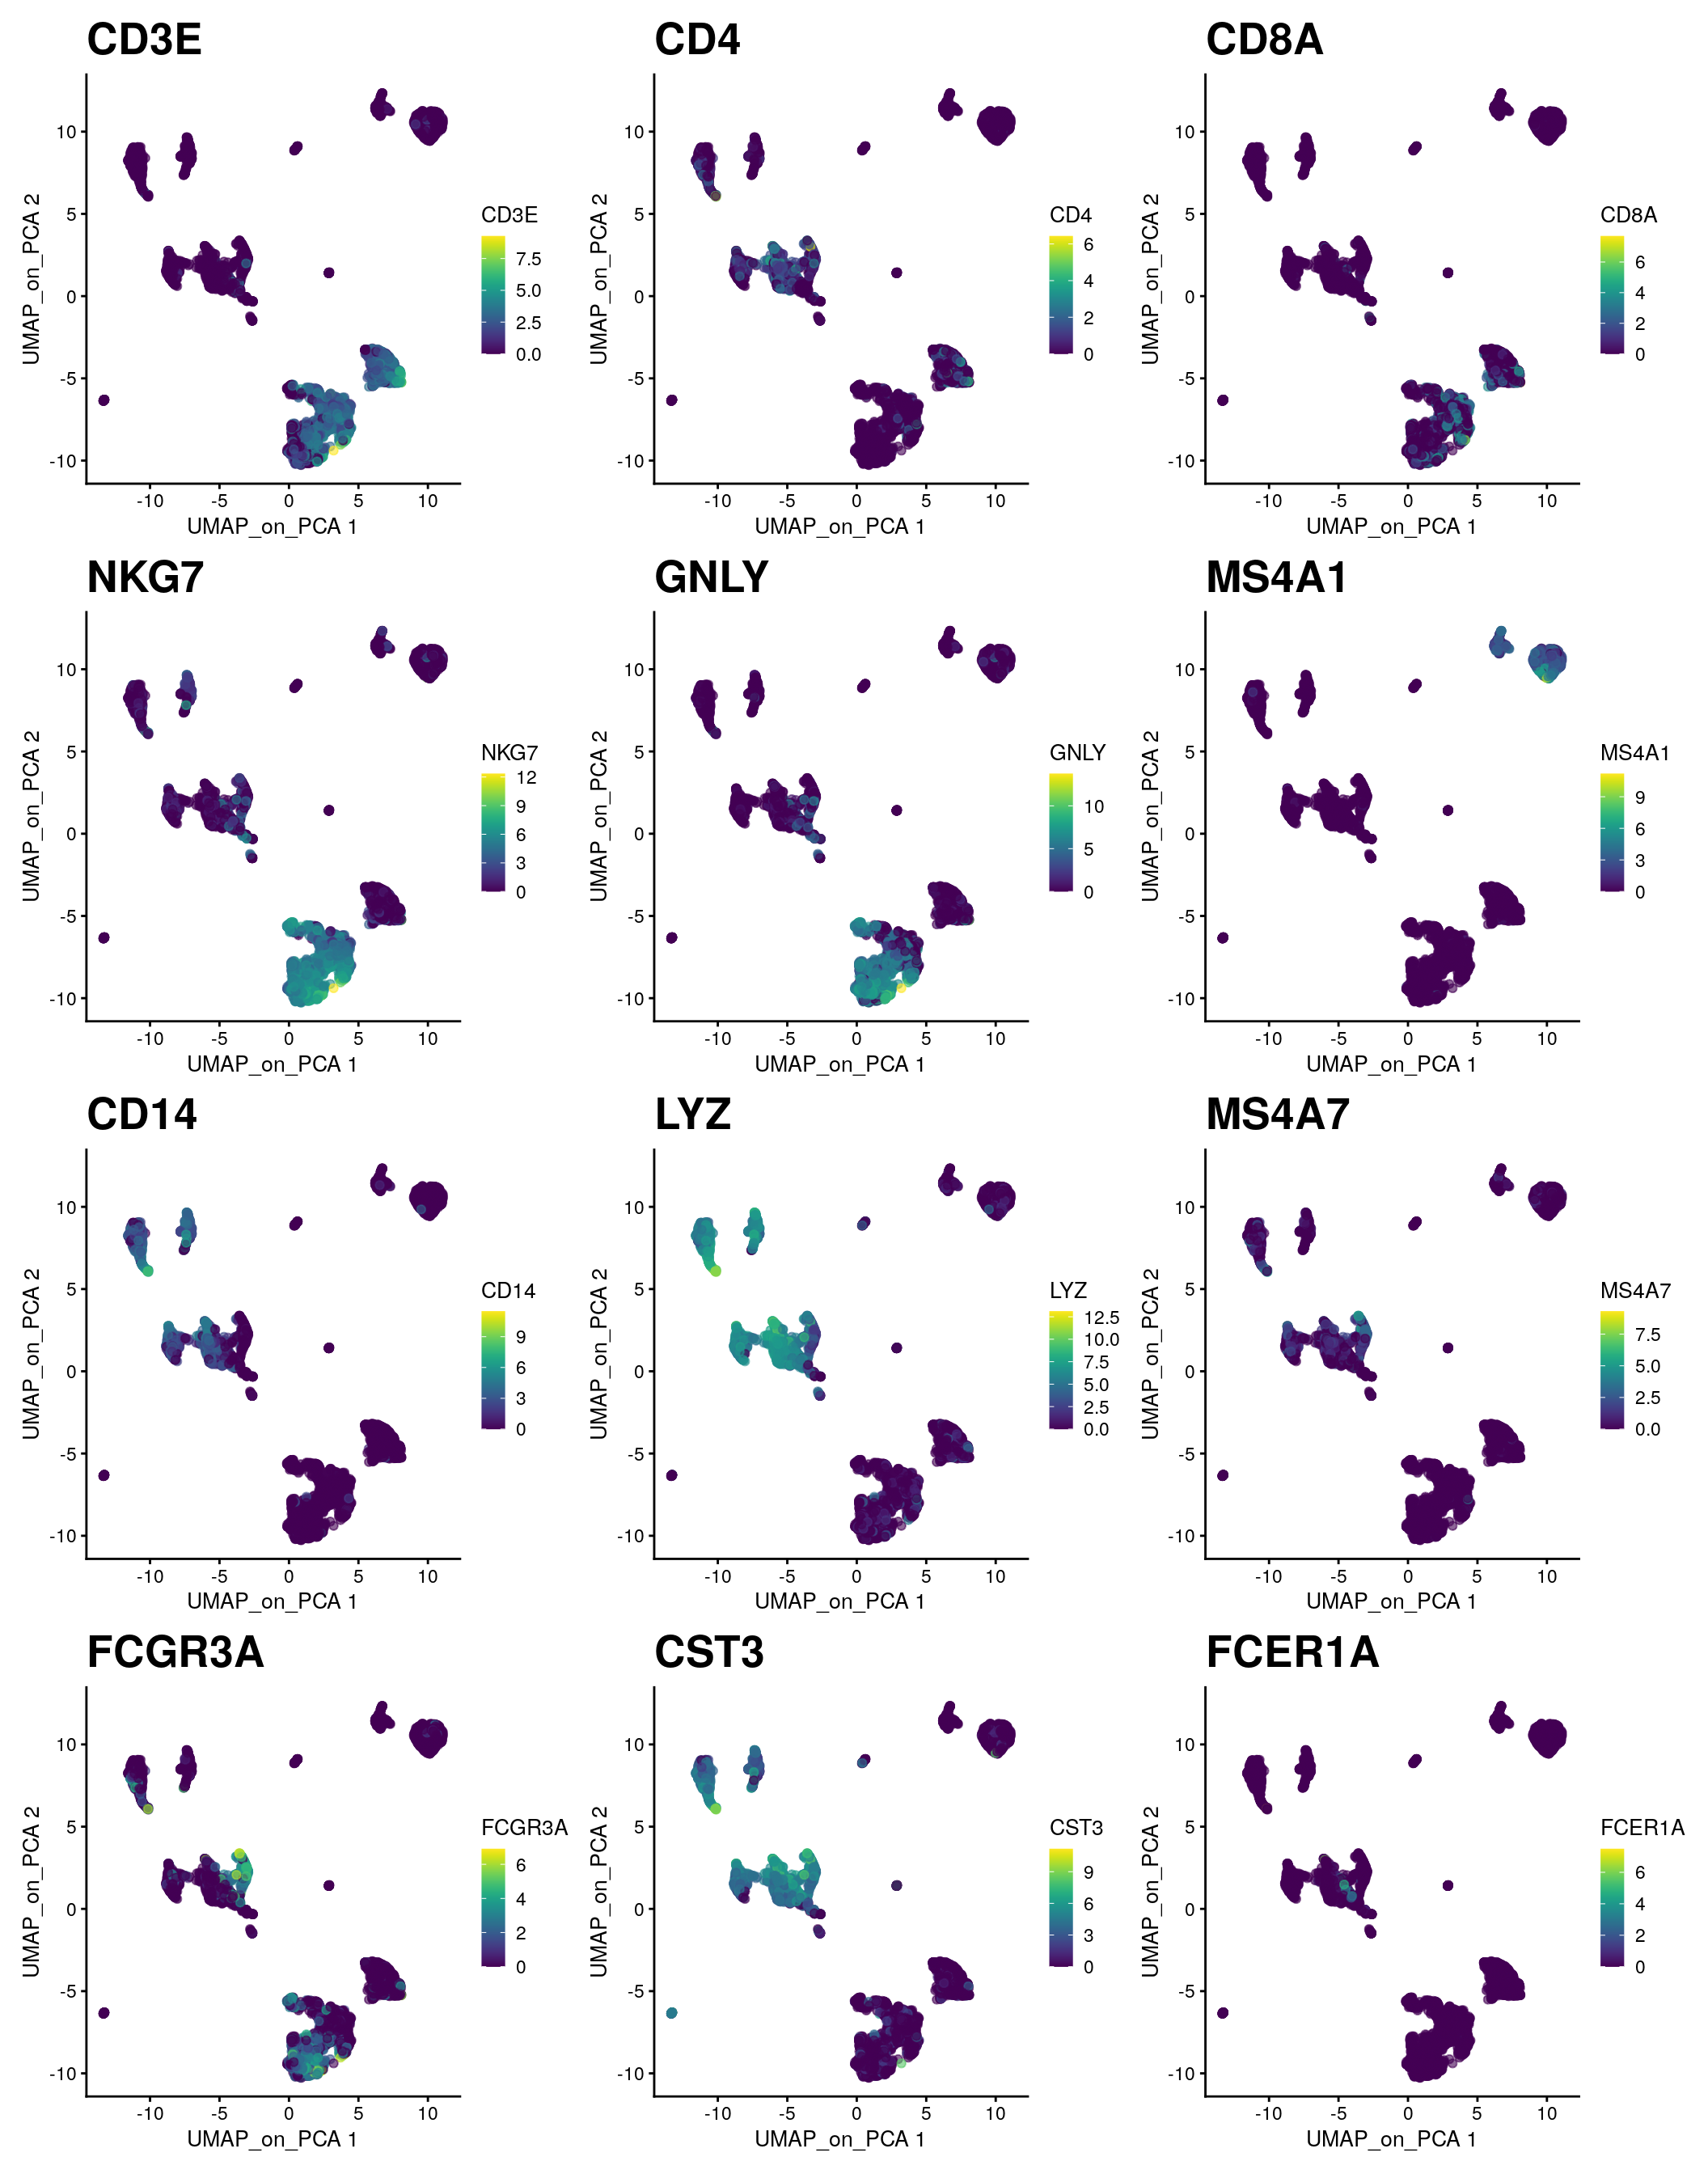 CD3E CD4 CD8A
10 10 10
UMAP_on_PCA 2 UMAP_on_PCA 2 UMAP_on_PCA 2
5 CD3E 5 CD4 5 CD8A
7.5 6 6
5.0 4 4
2.5 2 2
0 0.0 0 0 0 0
-5 -5 -5
-10 -10 -10
-10 -5 0 5 10 -10 -5 0 5 10 -10 -5 0 5 10
UMAP_on_PCA 1 UMAP_on_PCA 1 UMAP_on_PCA 1
NKG7 GNLY MS4A1
10 10 10
UMAP_on_PCA 2 UMAP_on_PCA 2 UMAP_on_PCA 2
5 NKG7 5 GNLY 5 MS4A1
12 10 9
9 5 6
6 0 3
3 0
0
0 0 0
-5 -5 -5
-10 -10 -10
-10 -5 0 5 10 -10 -5 0 5 10 -10 -5 0 5 10
UMAP_on_PCA 1 UMAP_on_PCA 1 UMAP_on_PCA 1
CD14 LYZ MS4A7
10 10 10
UMAP_on_PCA 2 UMAP_on_PCA 2 UMAP_on_PCA 2
5 CD14 5 LYZ 5 MS4A7
9 12.5 7.5
6 10.0 5.0
3 7.5 2.5
0 5.0 0.0
2.5
0.0
0 0 0
-5 -5 -5
-10 -10 -10
-10 -5 0 5 10 -10 -5 0 5 10 -10 -5 0 5 10
UMAP_on_PCA 1 UMAP_on_PCA 1 UMAP_on_PCA 1
FCGR3A CST3 FCER1A
10 10 10
UMAP_on_PCA 2 UMAP_on_PCA 2 UMAP_on_PCA 2
5 FCGR3A 5 CST3 5 FCER1A
6 9 6
4 6 4
2 3 2
0 0 0
0 0 0
-5 -5 -5
-10 -10 -10
-10 -5 0 5 10 -10 -5 0 5 10 -10 -5 0 5 10
UMAP_on_PCA 1 UMAP_on_PCA 1 UMAP_on_PCA 1